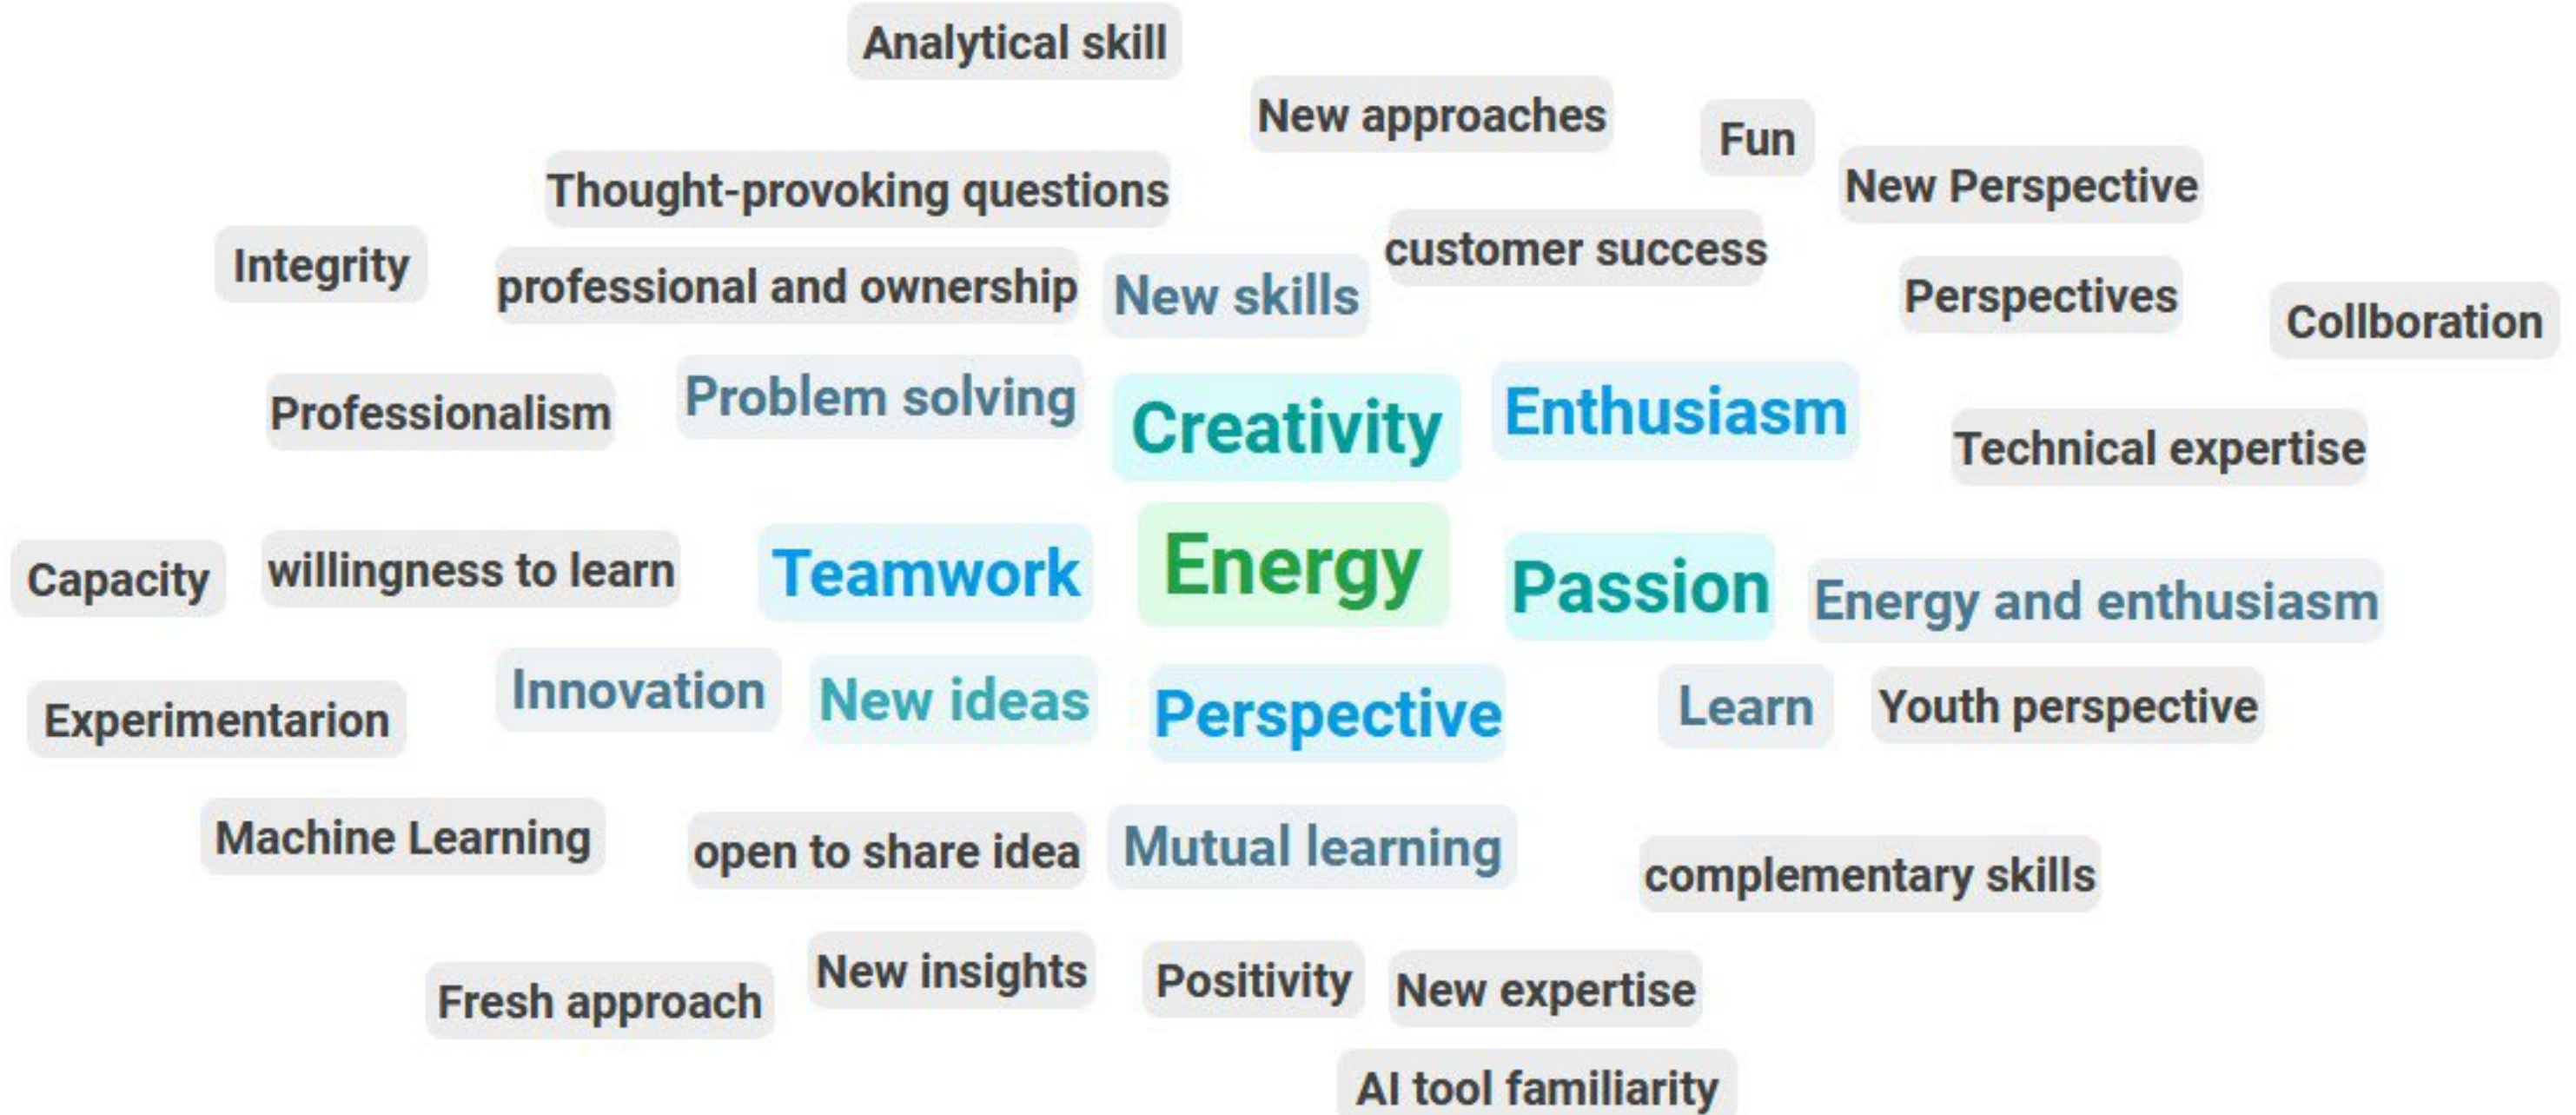 Analytical skill
New approaches
Fun
Thought-provoking questions
New Perspective
Integrity
professional and ownership
New skills
customer success
Perspectives
Collboration
Professionalism
Problem solving
Creativity
Enthusiasm
Technical expertise
Capacity
willingness to learn
Teamwork
Energy
Passion
Energy and enthusiasm
Experimentarion
Innovation
New ideas
Perspective
Learn
Youth perspective
Machine Learning
open to share idea
Mutual learning
complementary skills
Fresh approach
New insights
Positivity
New expertise
AI tool familiarity